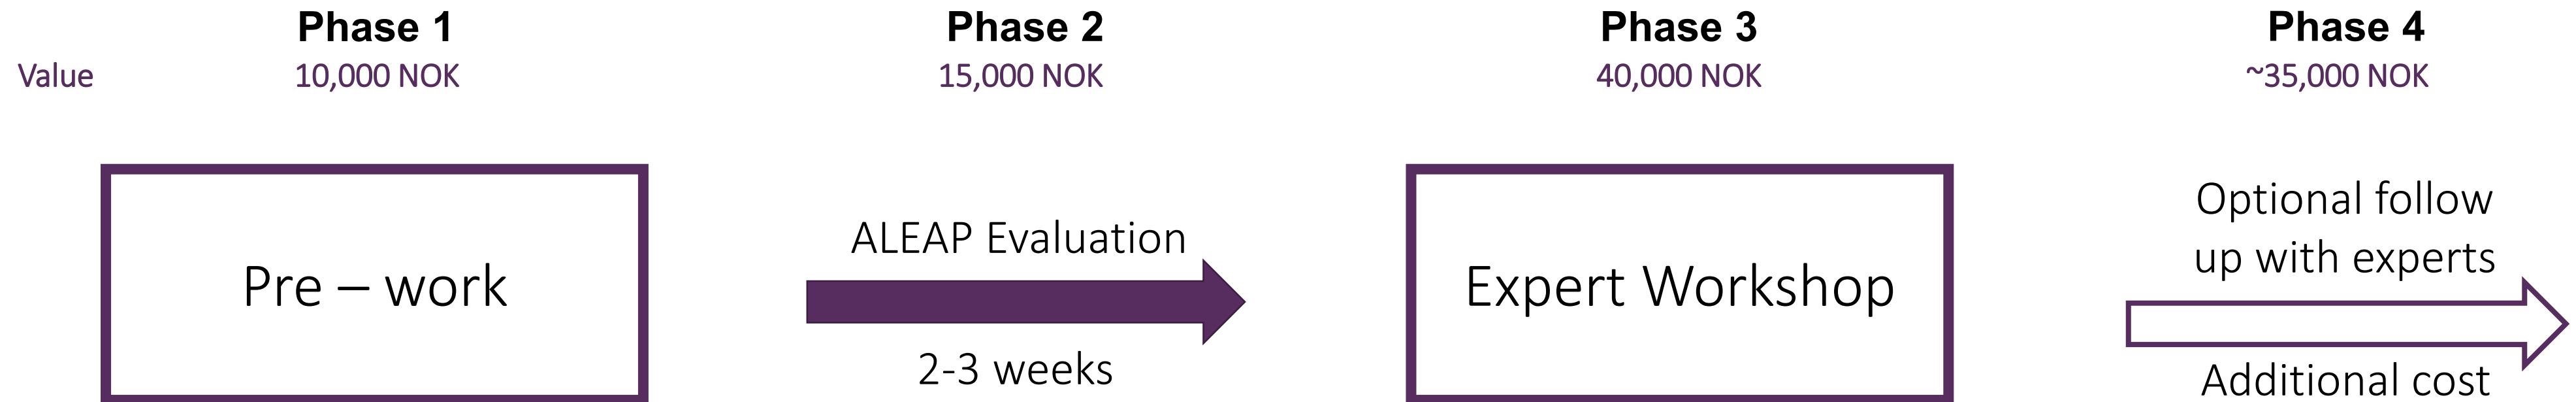 Phase 1
Phase 2
Phase 3
Phase 4
Value
10,000 NOK
15,000 NOK
40,000 NOK
~35,000 NOK
Pre – work
ALEAP Evaluation
2-3 weeks
Expert Workshop
Optional follow
up with experts
Additional cost